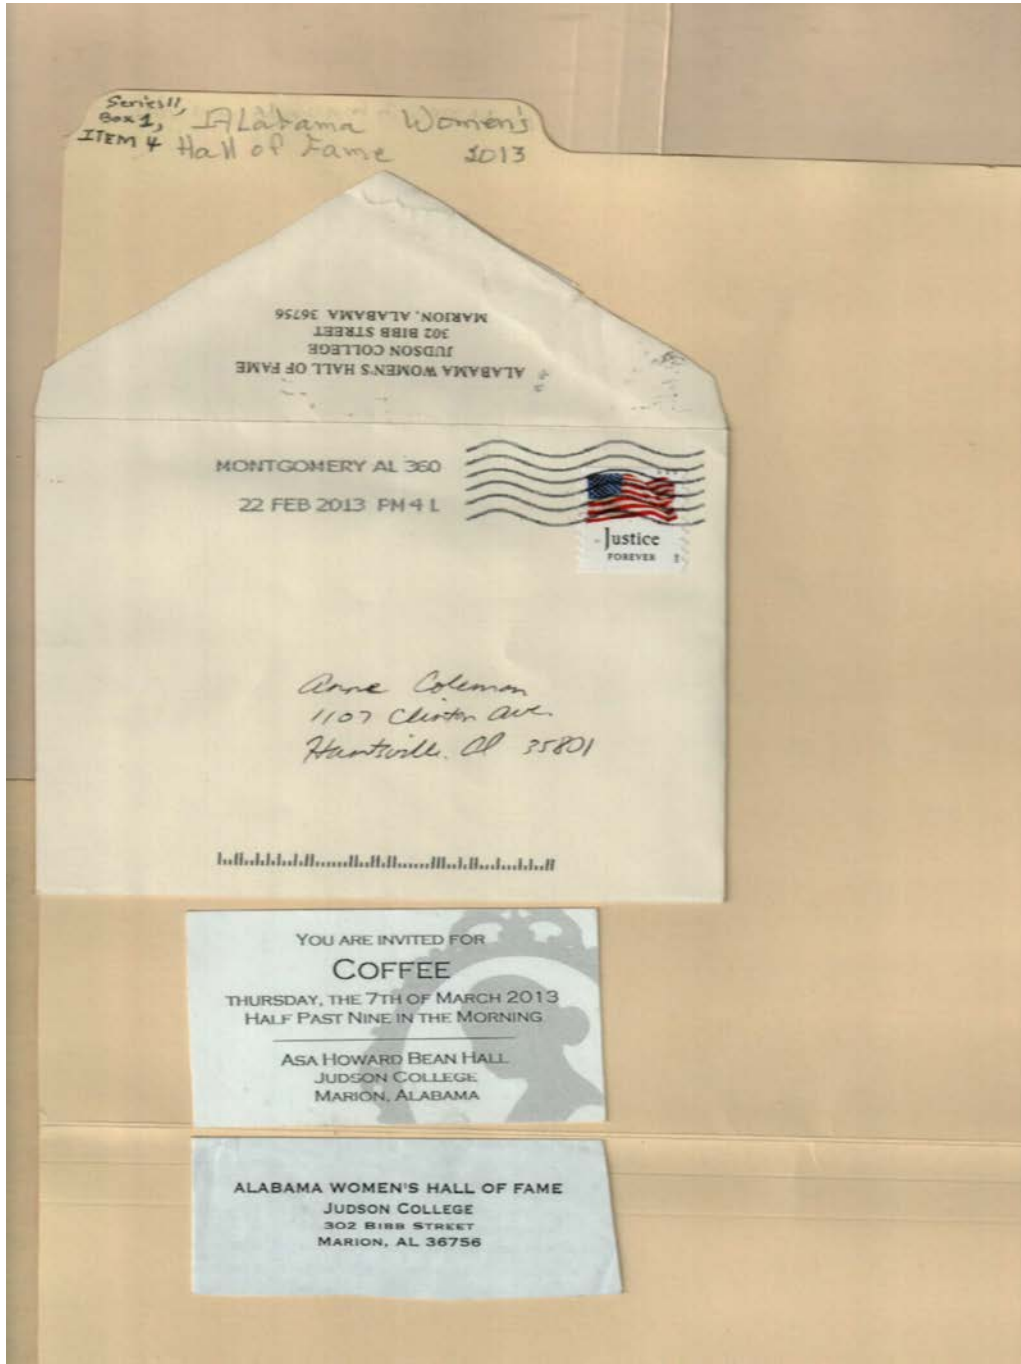 Series 11,
Box 1,
ITEM 4
Alabama Women's
Hall of Fame 2013
ALABAMA WOMEN'S HALL OF FAME
JUDSON COLLEGE
302 BIBB STREET
MARION, ALABAMA 36756
MONTGOMERY AL 360
22 FEB 2013 PM 4 L
Justice
FOREVER
Anne Coleman
1107 Clinton Ave.
Huntsville. Al 35801
YOU ARE INVITED FOR
COFFEE
THURSDAY, THE 7TH OF MARCH 2013
HALF PAST NINE IN THE MORNING
ASA HOWARD BEAN HALL
JUDSON COLLEGE
MARION, ALABAMA
ALABAMA WOMEN'S HALL OF FAME
JUDSON COLLEGE
302 BIBB STREET
MARION, AL 36756